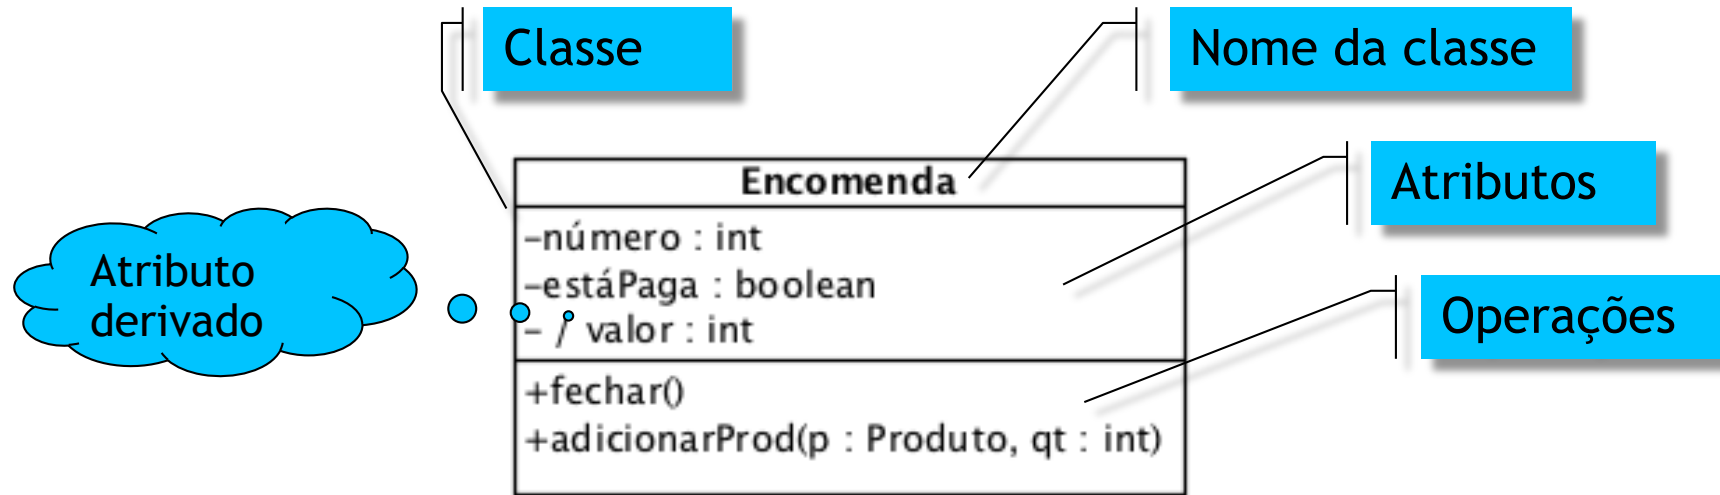 Classe
Nome da classe
Encomenda
Atributos
-número : int
-estáPaga : boolean
- / valor : int
Atributo
derivado
Operações
+fechar()
+adicionarProd(p : Produto, qt : int)